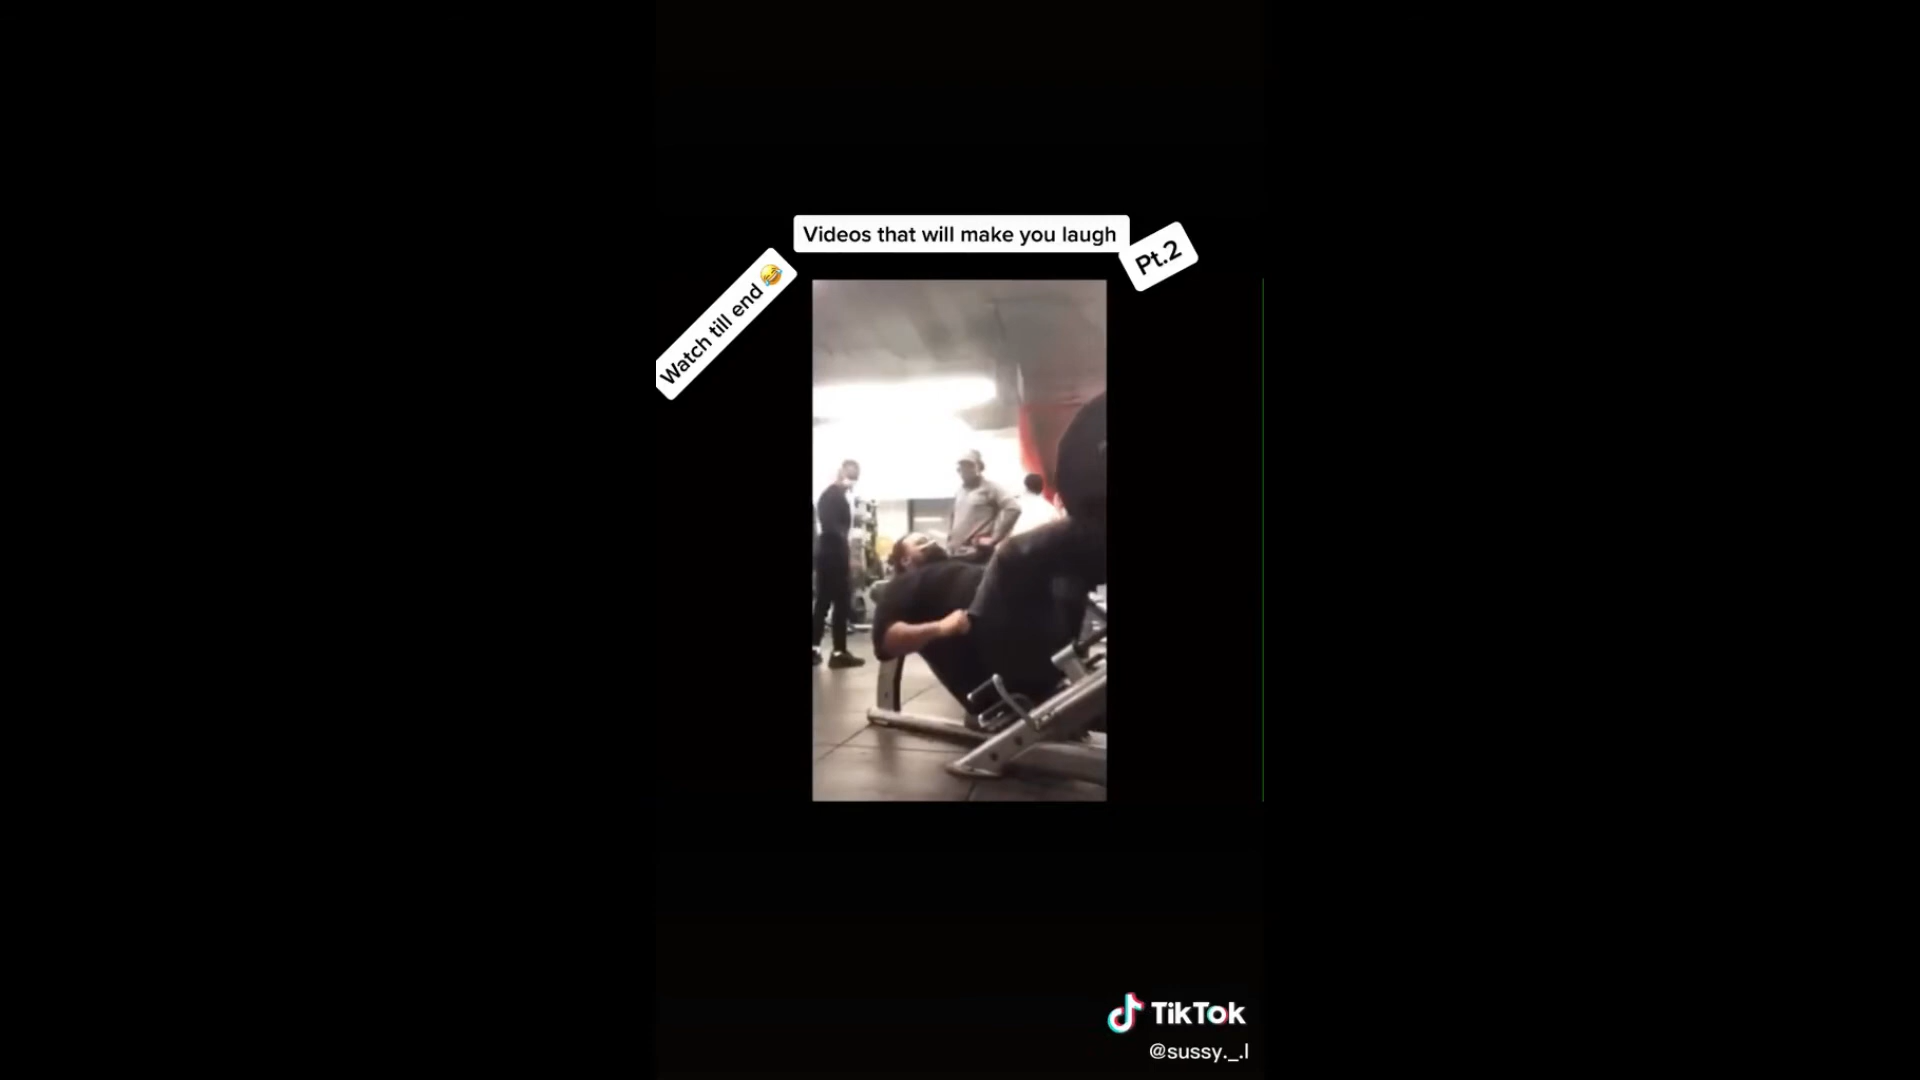 Videos that will make you laugh
Pt.2
Watch till end 🤣
TikTok
@sussy._.l